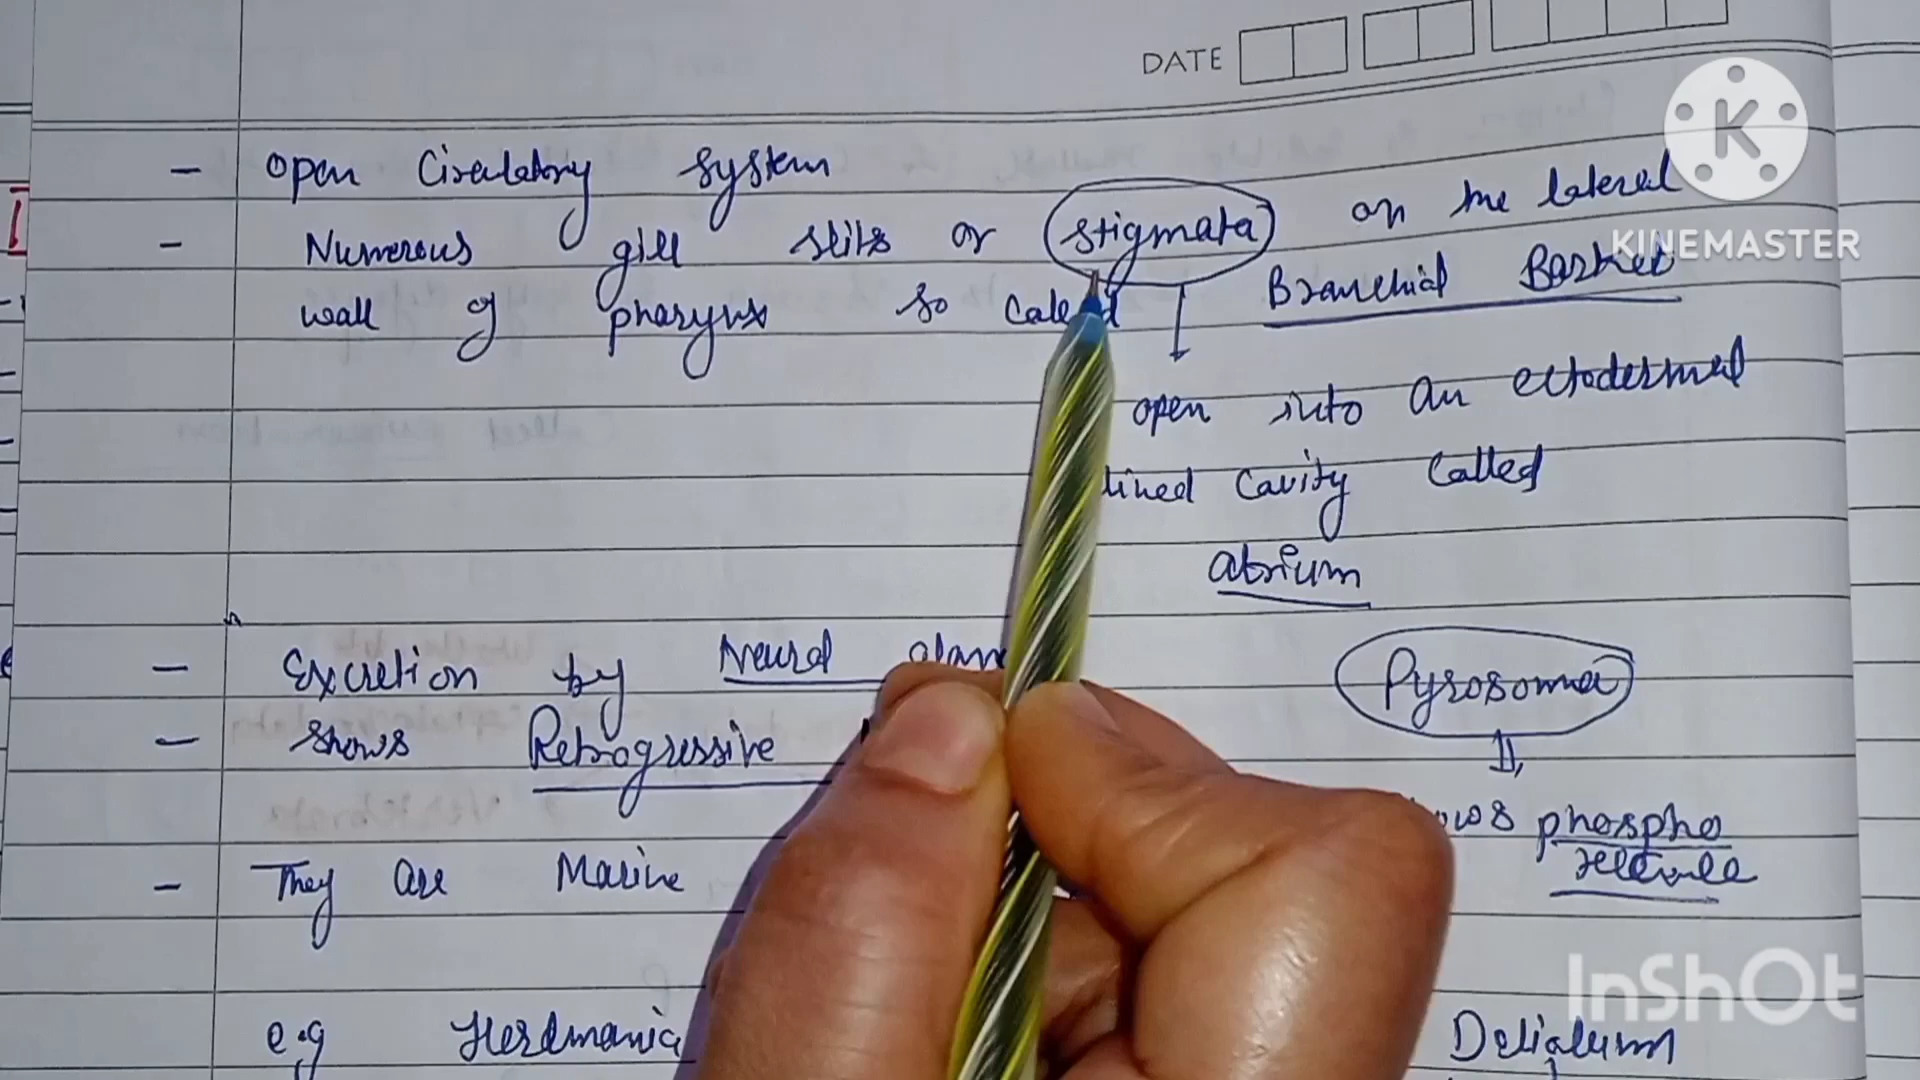 DATE
- Open Circulatory System
- Numerous gill slits or stigmata on the lateral
wall of pharynx so called Branchial Basket
open into an ectodermal
lined cavity called
atrium
- Excretion by Neural
- shows Retrogressive
Pyrosoma
phospho
- They are Marine
e.g Herdmania
Doliolum
KINEMASTER
InShOt